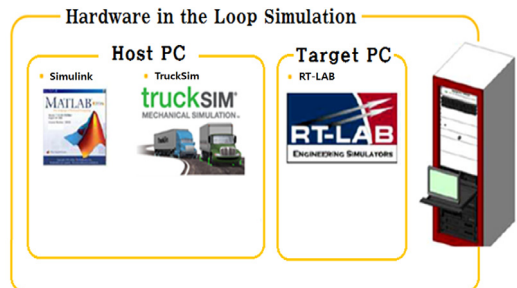 Hardware in the Loop Simulation
Host PC
Target PC
Simulink
TruckSim
RT-LAB
MATLAB
truckSIM®
MECHANICAL SIMULATION
RT-LAB
ENGINEERING SIMULATORS